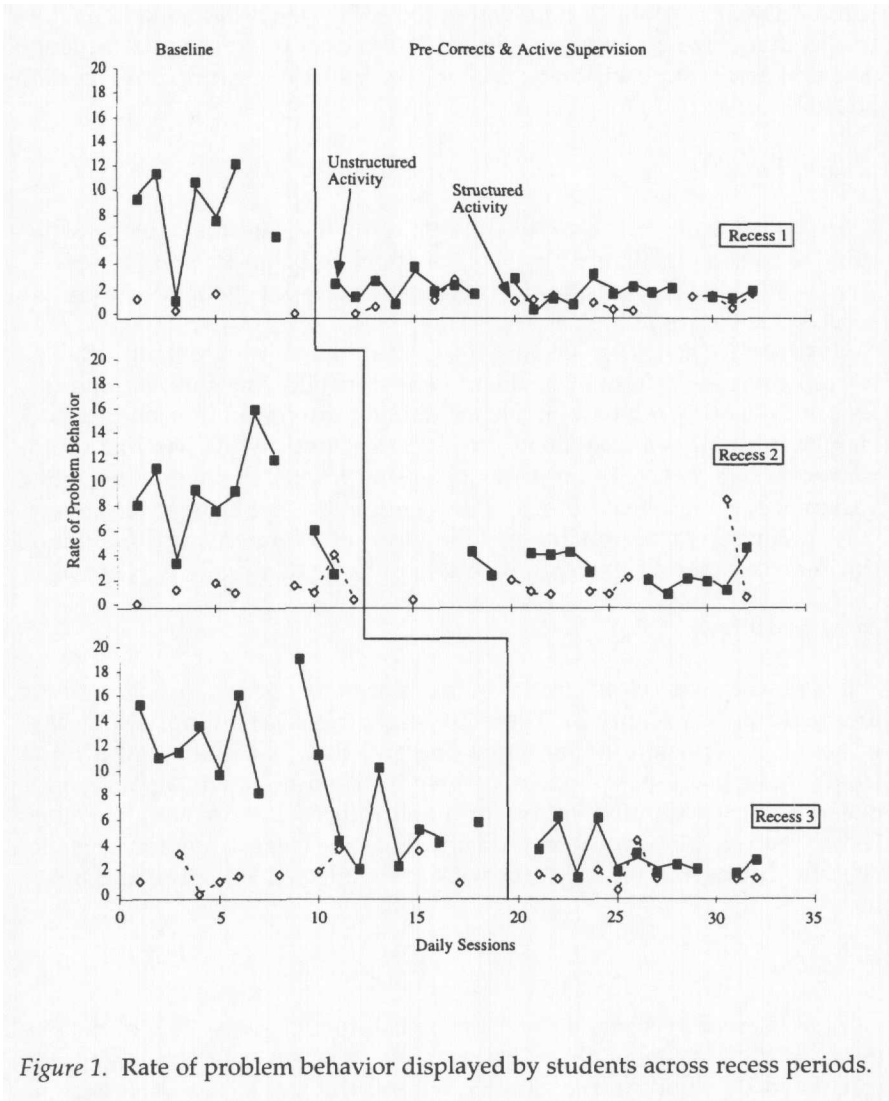 Baseline Pre-Corrects & Active Supervision
20
18
16
14
12
10
8
6
4
2
0
Unstructured
Activity
Structured
Activity
Recess 1
20
18
16
14
12
10
8
6
4
2
0
Rate of Problem Behavior
Recess 2
20
18
16
14
12
10
8
6
4
2
0
Recess 3
0 5 10 15 20 25 30 35
Daily Sessions
Figure 1. Rate of problem behavior displayed by students across recess periods.